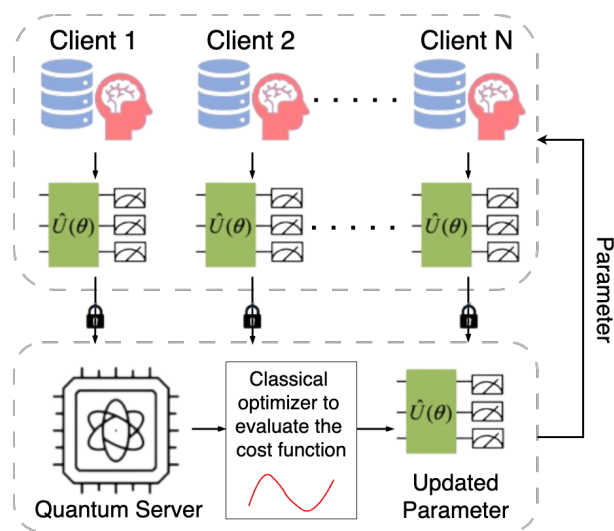 Client 1
Client 2
Client N
Û(θ)
Û(θ)
Û(θ)
Parameter
Classical
optimizer to
evaluate the
cost function
Û(θ)
Quantum Server
Updated
Parameter